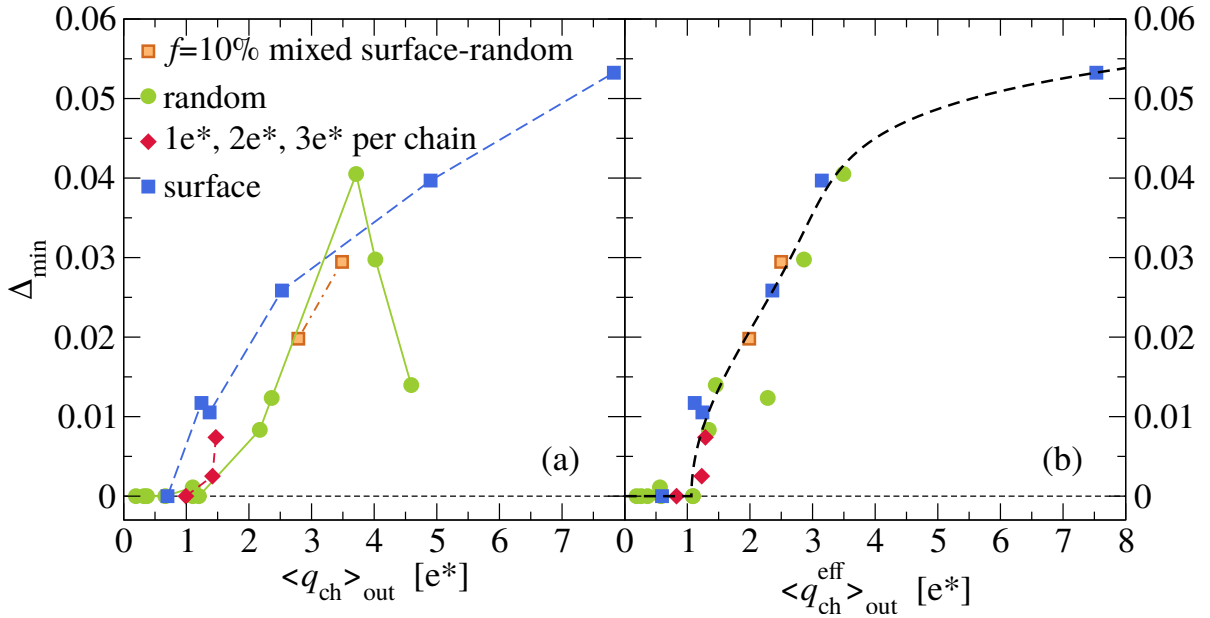 0.06
0.05
0.04
0.03
0.02
0.01
0
Δmin
f=10% mixed surface-random
random
1e*, 2e*, 3e* per chain
surface
(a)
0 1 2 3 4 5 6 7
<qch>out [e*]
(b)
0 1 2 3 4 5 6 7 8
<qch^eff>out [e*]
0.06
0.05
0.04
0.03
0.02
0.01
0